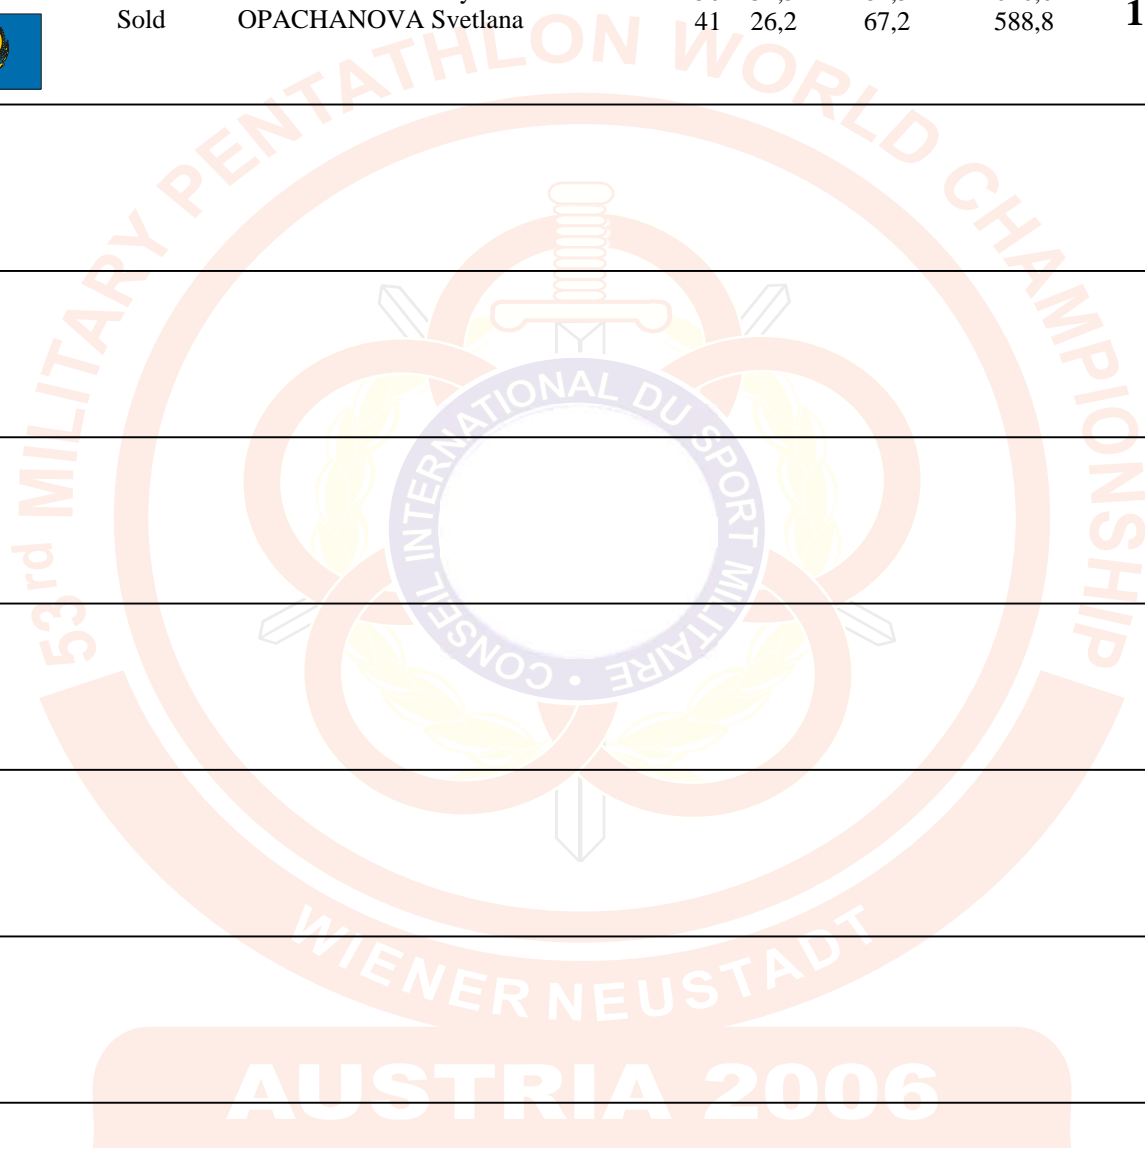 Sold OPACHANOVA Svetlana 41 26,2 67,2 588,8 1
53rd MILITARY PENTATHLON WORLD CHAMPIONSHIP
CONSEIL INTERNATIONAL DU SPORT MILITAIRE •
WIENER NEUSTADT
AUSTRIA 2006